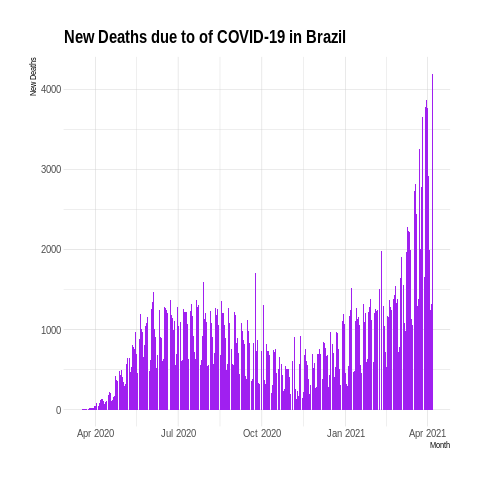 New Deaths due to of COVID-19 in Brazil
New Deaths
4000
3000
2000
1000
0
Apr 2020
Jul 2020
Oct 2020
Jan 2021
Apr 2021
Month